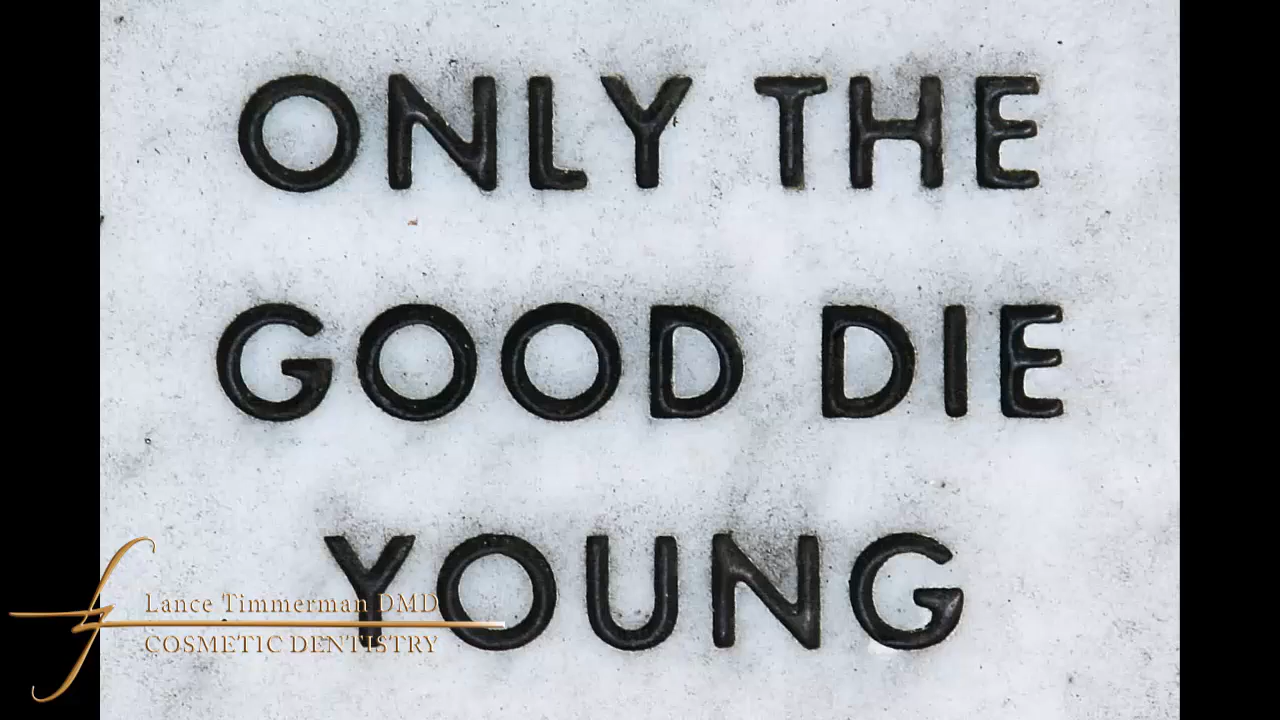 ONLY THE
GOOD DIE
YOUNG
Lance Timmerman DMD
COSMETIC DENTISTRY